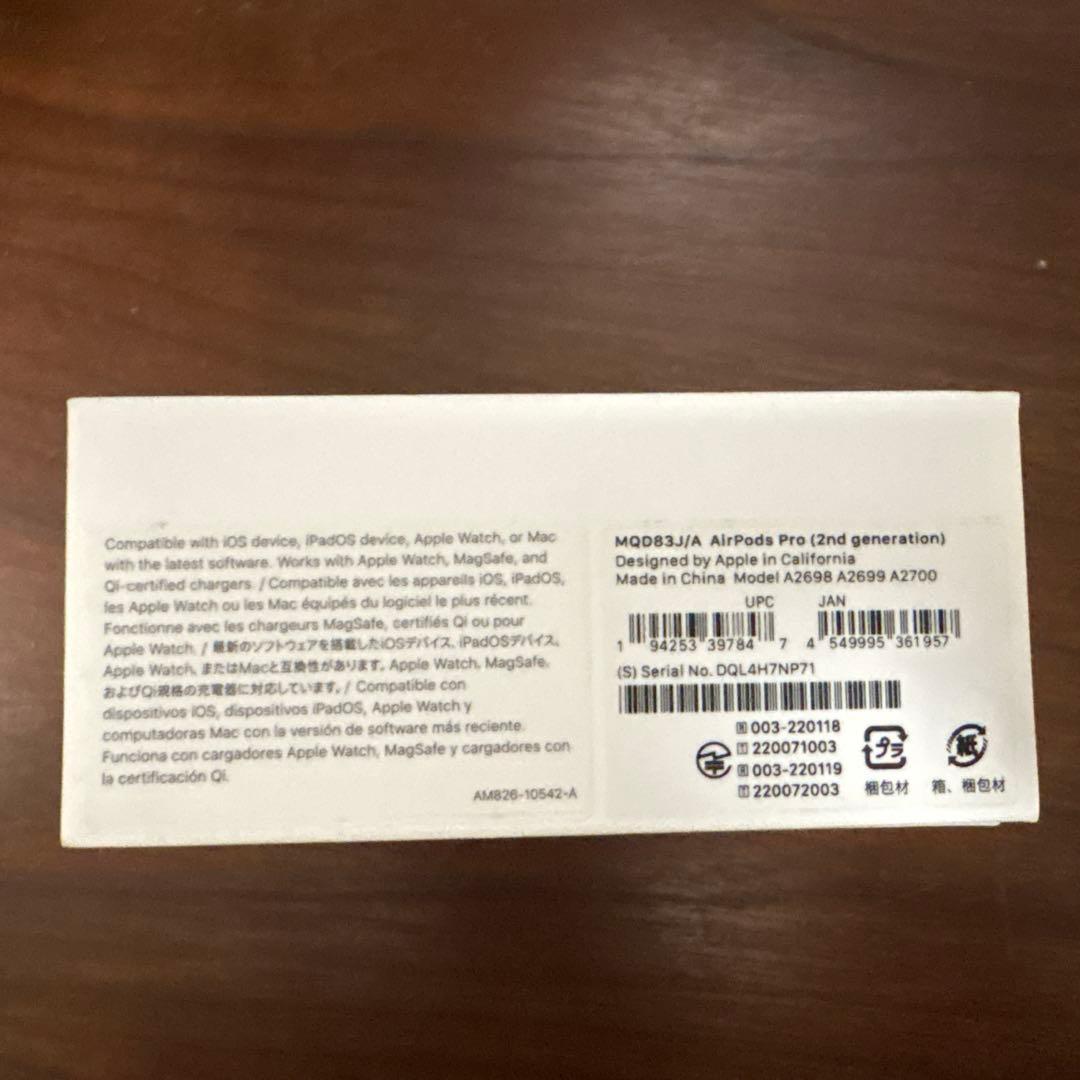 Compatible with iOS device, iPadOS device, Apple Watch, or Mac
with the latest software. Works with Apple Watch, MagSafe, and
Qi-certified chargers. / Compatible avec les appareils iOS, iPadOS,
les Apple Watch ou les Mac équipés du logiciel le plus récent.
Fonctionne avec les chargeurs MagSafe, certifiés Qi ou pour
Apple Watch. / 最新のソフトウェアを搭載したiOSデバイス、iPadOSデバイス、
Apple Watch、またはMacと互換性があります。Apple Watch、MagSafe、
およびQi規格の充電器に対応しています。/ Compatible con
dispositivos iOS, dispositivos iPadOS, Apple Watch y
computadoras Mac con la versión de software más reciente.
Funciona con cargadores Apple Watch, MagSafe y cargadores con
la certificación Qi.
AM826-10542-A
MQD83J/A AirPods Pro (2nd generation)
Designed by Apple in California
Made in China Model A2698 A2699 A2700
UPC JAN
1 94253 39784 7 4 549995 361957
(S) Serial No. DQL4H7NP71
R 003-220118
T 220071003
R 003-220119
T 220072003
プラ 紙
梱包材 箱、梱包材